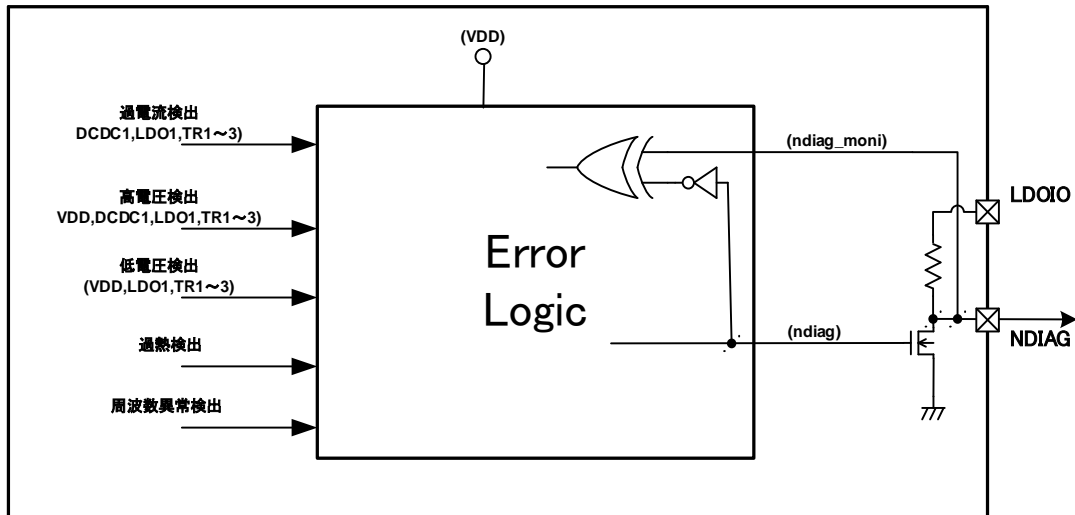 (VDD)
過電流検出
DCDC1,LDO1,TR1～3)
高電圧検出
VDD,DCDC1,LDO1,TR1～3)
低電圧検出
(VDD,LDO1,TR1～3)
過熱検出
周波数異常検出
Error
Logic
(ndiag_moni)
(ndiag)
LDOIO
NDIAG